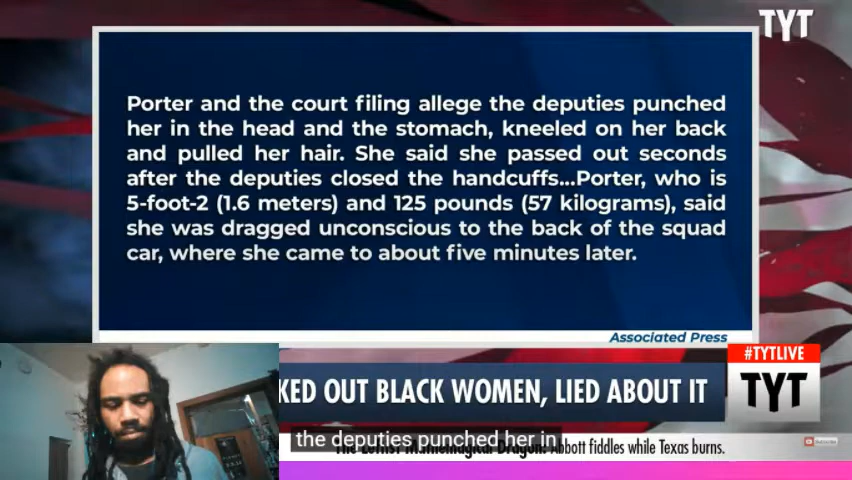 TYT
Porter and the court filing allege the deputies punched
her in the head and the stomach, kneeled on her back
and pulled her hair. She said she passed out seconds
after the deputies closed the handcuffs...Porter, who is
5-foot-2 (1.6 meters) and 125 pounds (57 kilograms), said
she was dragged unconscious to the back of the squad
car, where she came to about five minutes later.
Associated Press
#TYTLIVE
KED OUT BLACK WOMEN, LIED ABOUT IT
TYT
the deputies punched her in
Dragon: Abbott fiddles while Texas burns.
Subscribe